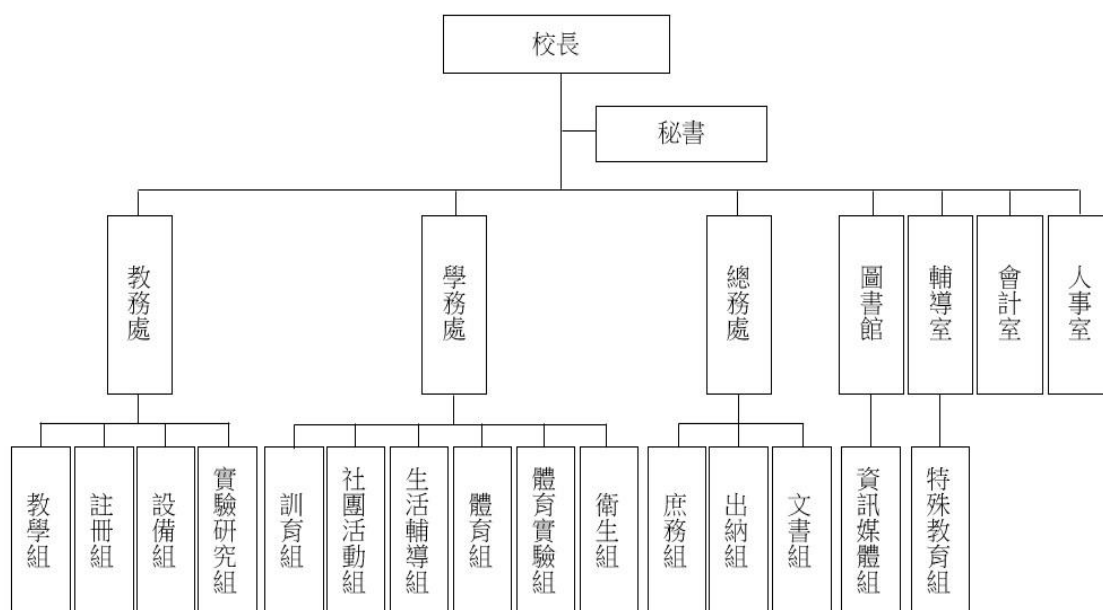 校長
秘書
教務處
學務處
總務處
圖書館
輔導室
會計室
人事室
教學組
註冊組
設備組
實驗研究組
訓育組
社團活動組
生活輔導組
體育組
體育實驗組
衛生組
庶務組
出納組
文書組
資訊媒體組
特殊教育組